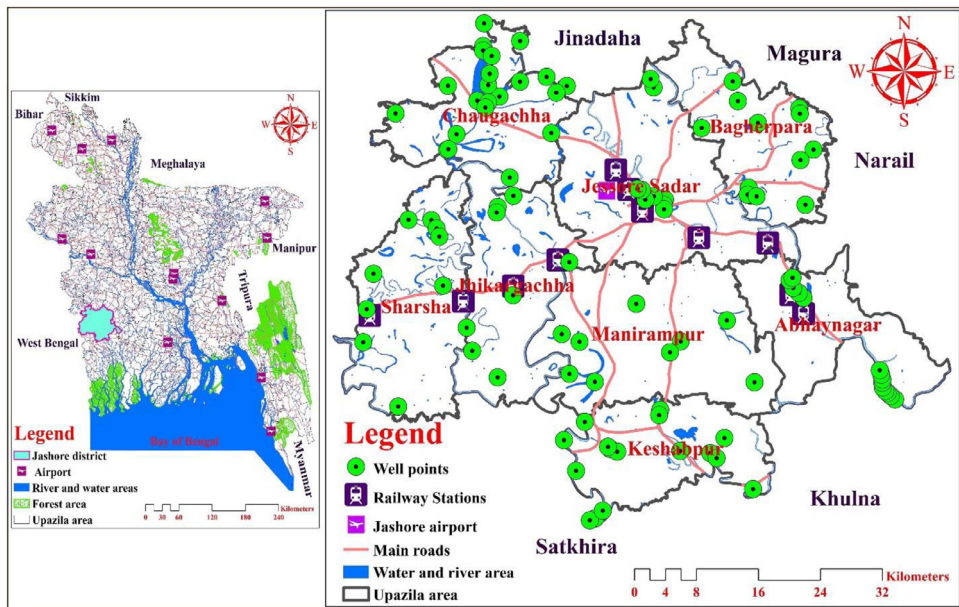 Sikkim
Bihar
N
W
E
S
Meghalaya
Manipur
Tripura
West Bengal
Bay of Bengal
Myanmar
Legend
Jashore district
Airport
River and water areas
Forest area
Upazila area
Kilometers
0 30 60 120 180 240
Jinadaha
Magura
N
W
E
S
Chaugachha
Bagherpara
Narail
Jessore Sadar
Jhikargachha
Sharsha
Abhaynagar
Manirampur
Keshabpur
Khulna
Satkhira
Legend
Well points
Railway Stations
Jashore airport
Main roads
Water and river area
Upazila area
Kilometers
0 4 8 16 24 32